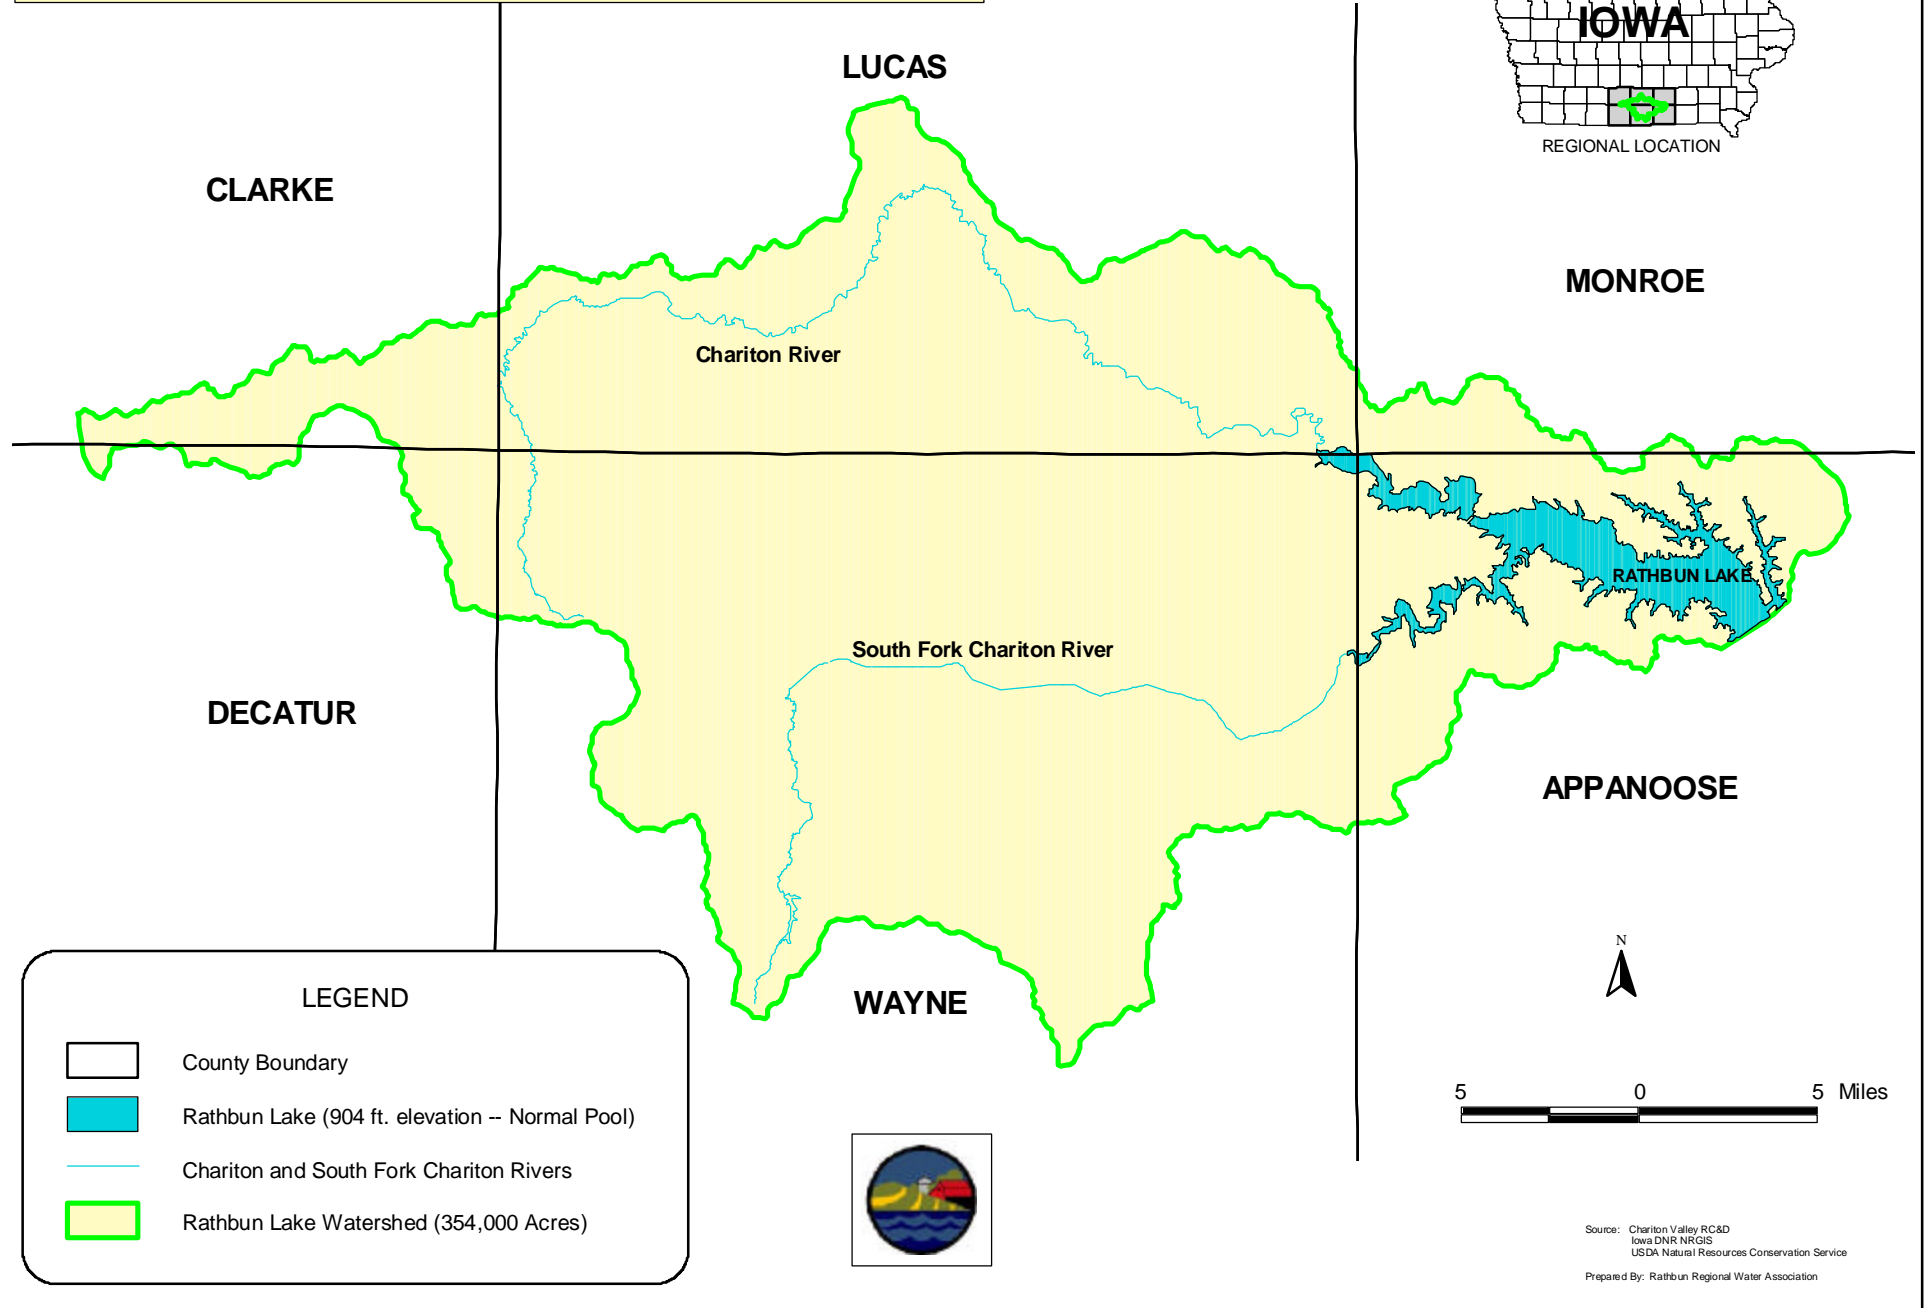 IOWA
REGIONAL LOCATION
LUCAS
CLARKE
MONROE
Chariton River
RATHBUN LAKE
South Fork Chariton River
DECATUR
APPANOOSE
WAYNE
N
LEGEND
County Boundary
Rathbun Lake (904 ft. elevation -- Normal Pool)
Chariton and South Fork Chariton Rivers
Rathbun Lake Watershed (354,000 Acres)
5 0 5 Miles
Source: Chariton Valley RC&D
Iowa DNR NRGIS
USDA Natural Resources Conservation Service
Prepared By: Rathbun Regional Water Association